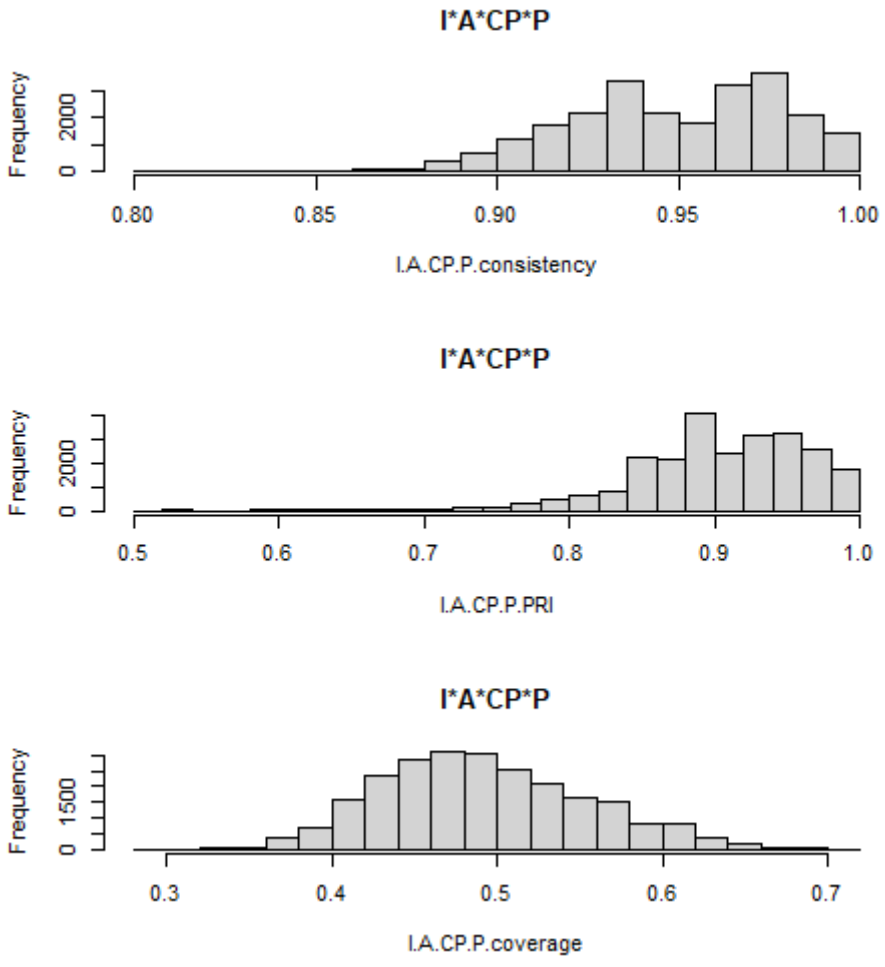 I*A*CP*P
Frequency
0 2000
0.80 0.85 0.90 0.95 1.00
I.A.CP.P.consistency
I*A*CP*P
Frequency
0 2000
0.5 0.6 0.7 0.8 0.9 1.0
I.A.CP.P.PRI
I*A*CP*P
Frequency
0 1500
0.3 0.4 0.5 0.6 0.7
I.A.CP.P.coverage